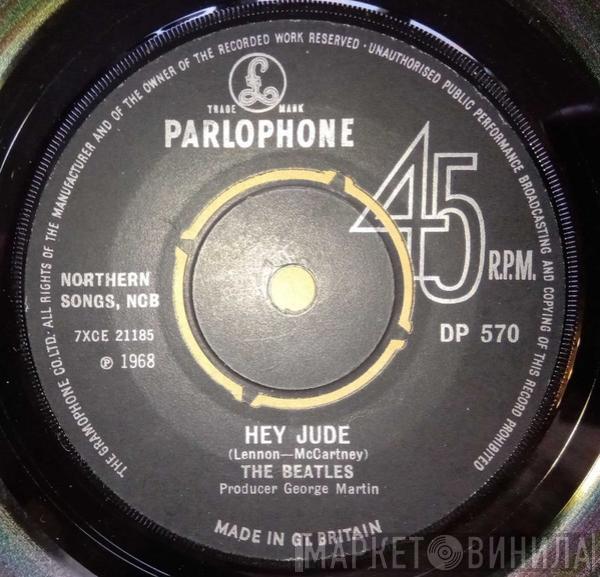 THE GRAMOPHONE CO. LTD. ALL RIGHTS OF THE MANUFACTURER AND OF THE OWNER OF THE RECORDED WORK RESERVED · UNAUTHORISED PUBLIC PERFORMANCE BROADCASTING AND COPYING OF THIS RECORD PROHIBITED
£
TRADE MARK
PARLOPHONE
45 R.P.M.
NORTHERN
SONGS, NCB
7XCE 21185
℗ 1968
DP 570
HEY JUDE
(Lennon—McCartney)
THE BEATLES
Producer George Martin
MADE IN GT. BRITAIN
МАРКЕТ ВИНИЛА